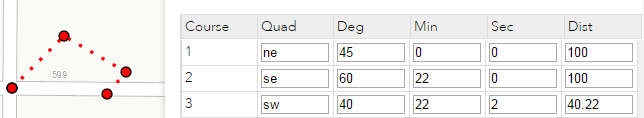 599
Course Quad Deg Min Sec Dist
1 ne 45 0 0 100
2 se 60 22 0 100
3 sw 40 22 2 40.22